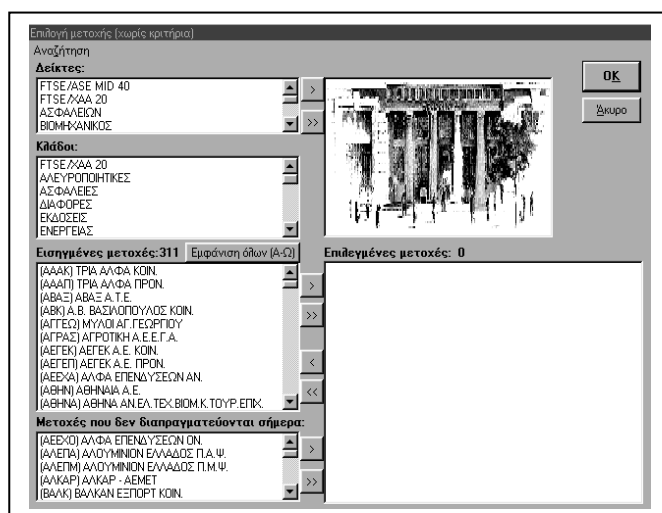 Επιλογή μετοχής (χωρίς κριτήρια)
Αναζήτηση
Δείκτες:
FTSE/ASE MID 40
FTSE/XAA 20
ΑΣΦΑΛΕΙΩΝ
ΒΙΟΜΗΧΑΝΙΚΟΣ
>
>>
OK
Άκυρο
Κλάδοι:
FTSE/XAA 20
ΑΛΕΥΡΟΠΟΙΗΤΙΚΕΣ
ΑΣΦΑΛΕΙΕΣ
ΔΙΑΦΟΡΕΣ
ΕΚΔΟΣΕΙΣ
ΕΝΕΡΓΕΙΑΣ
Εισηγμένες μετοχές:311 Εμφάνιση όλων (Α-Ω) Επιλεγμένες μετοχές: 0
(ΑΑΑΚ) ΤΡΙΑ ΑΛΦΑ ΚΟΙΝ.
(ΑΑΑΠ) ΤΡΙΑ ΑΛΦΑ ΠΡΟΝ.
(ΑΒΑΞ) ΑΒΑΞ Α.Τ.Ε.
(ΑΒΚ) Α.Β. ΒΑΣΙΛΟΠΟΥΛΟΣ ΚΟΙΝ.
(ΑΓΓΕΩ) ΜΥΛΟΙ ΑΓ.ΓΕΩΡΓΙΟΥ
(ΑΓΡΑΣ) ΑΓΡΟΤΙΚΗ Α.Ε.Ε.Γ.Α.
(ΑΕΓΕΚ) ΑΕΓΕΚ Α.Ε. ΚΟΙΝ.
(ΑΕΓΕΠ) ΑΕΓΕΚ Α.Ε. ΠΡΟΝ.
(ΑΕΕΧΑ) ΑΛΦΑ ΕΠΕΝΔΥΣΕΩΝ ΑΝ.
(ΑΘΗΝ) ΑΘΗΝΑΙΑ Α.Ε.
(ΑΘΗΝΑ) ΑΘΗΝΑ ΑΝ.ΕΛ.ΤΕΧ.ΒΙΟΜ.Κ.ΤΟΥΡ.ΕΠΙΧ.
>
>>
<
<<
Μετοχές που δεν διαπραγματεύονται σήμερα:
(ΑΕΕΧΟ) ΑΛΦΑ ΕΠΕΝΔΥΣΕΩΝ ΟΝ.
(ΑΛΕΠΑ) ΑΛΟΥΜΙΝΙΟΝ ΕΛΛΑΔΟΣ Π.Α.Ψ.
(ΑΛΕΠΜ) ΑΛΟΥΜΙΝΙΟΝ ΕΛΛΑΔΟΣ Π.Μ.Ψ.
(ΑΛΚΑΡ) ΑΛΚΑΡ - ΑΕΜΕΤ
(ΒΑΛΚ) ΒΑΛΚΑΝ ΕΞΠΟΡΤ ΚΟΙΝ.
>
>>